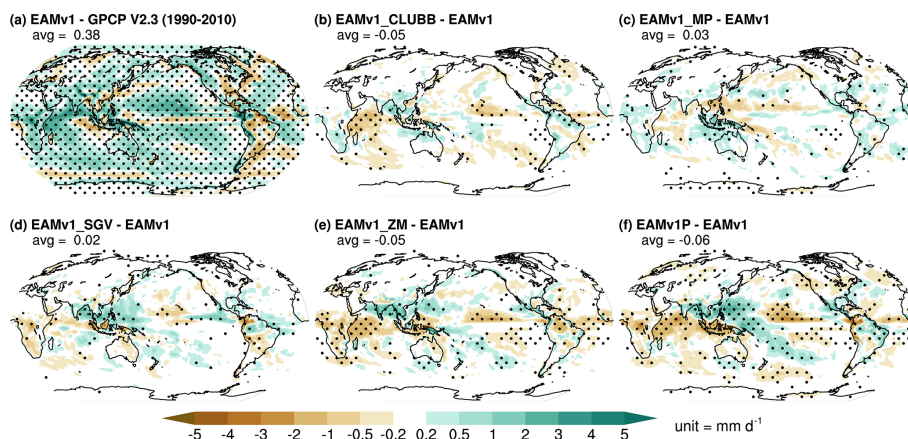 (a) EAMv1 - GPCP V2.3 (1990-2010)
avg = 0.38
(b) EAMv1_CLUBB - EAMv1
avg = -0.05
(c) EAMv1_MP - EAMv1
avg = 0.03
(d) EAMv1_SGV - EAMv1
avg = 0.02
(e) EAMv1_ZM - EAMv1
avg = -0.05
(f) EAMv1P - EAMv1
avg = -0.06
-5 -4 -3 -2 -1 -0.5 -0.2 0.2 0.5 1 2 3 4 5
unit = mm d⁻¹